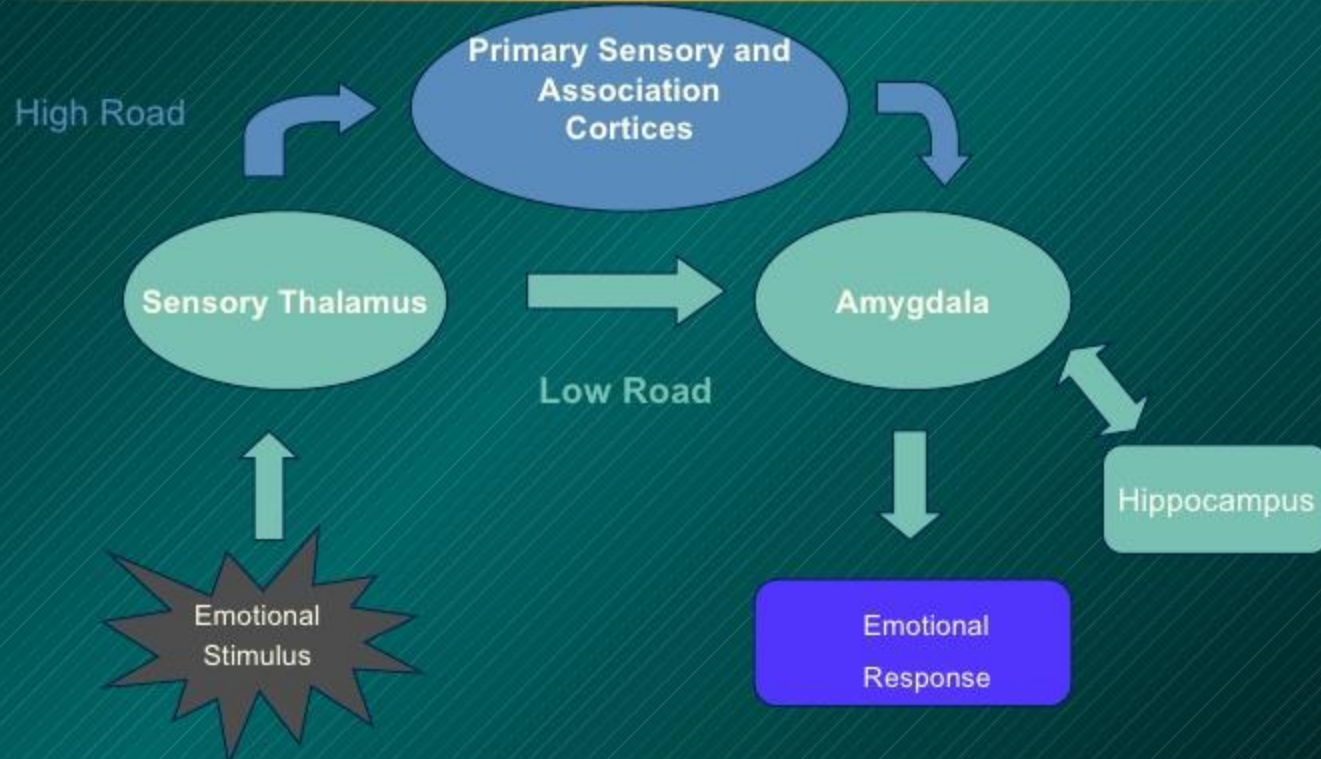 Primary Sensory and
Association
Cortices
High Road
Sensory Thalamus
Amygdala
Low Road
Hippocampus
Emotional
Stimulus
Emotional
Response